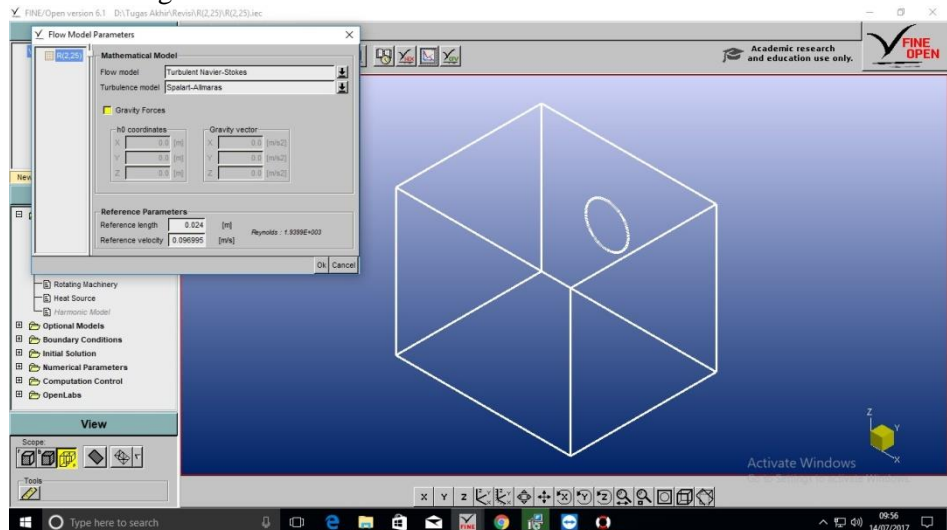 FINE/Open version 6.1 D:\Tugas Akhir\Revisi\R(2,25)\R(2,25).iec
Flow Model Parameters
R(2,25)
Mathematical Model
Flow model Turbulent Navier-Stokes
Turbulence model Spalart-Allmaras
Gravity Forces
h0 coordinates Gravity vector
X 0.0 [m] X 0.0 [m/s2]
Y 0.0 [m] Y 0.0 [m/s2]
Z 0.0 [m] Z 0.0 [m/s2]
Reference Parameters
Reference length 0.024 [m]
Reynolds : 1.9399E+003
Reference velocity 0.096995 [m/s]
Ok Cancel
Academic research
and education use only.
FINE
OPEN
New
Rotating Machinery
Heat Source
Harmonic Model
Optional Models
Boundary Conditions
Initial Solution
Numerical Parameters
Computation Control
OpenLabs
View
Scope:
Tools
Z
Y
X
Activate Windows
X Y Z
Type here to search
FINE
09:56
14/07/2017